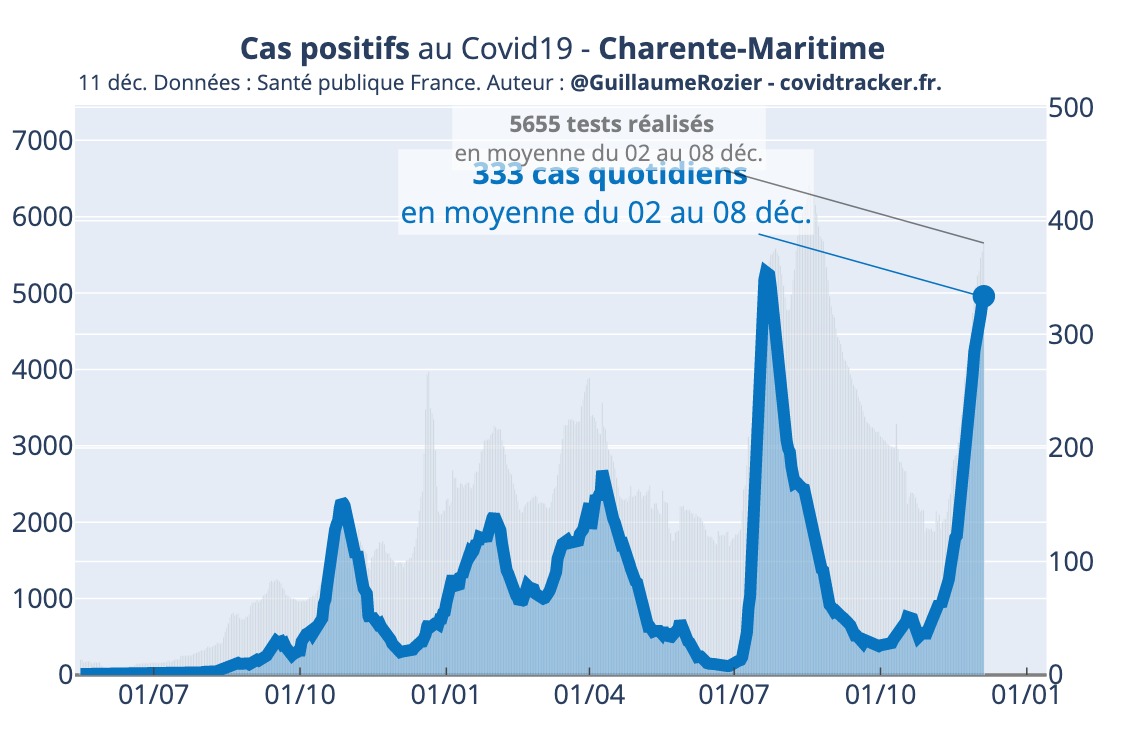 Cas positifs au Covid19 - Charente-Maritime
11 déc. Données : Santé publique France. Auteur : @GuillaumeRozier - covidtracker.fr.
5655 tests réalisés
en moyenne du 02 au 08 déc.
333 cas quotidiens
en moyenne du 02 au 08 déc.
7000
6000
5000
4000
3000
2000
1000
0
500
400
300
200
100
0
01/07 01/10 01/01 01/04 01/07 01/10 01/01